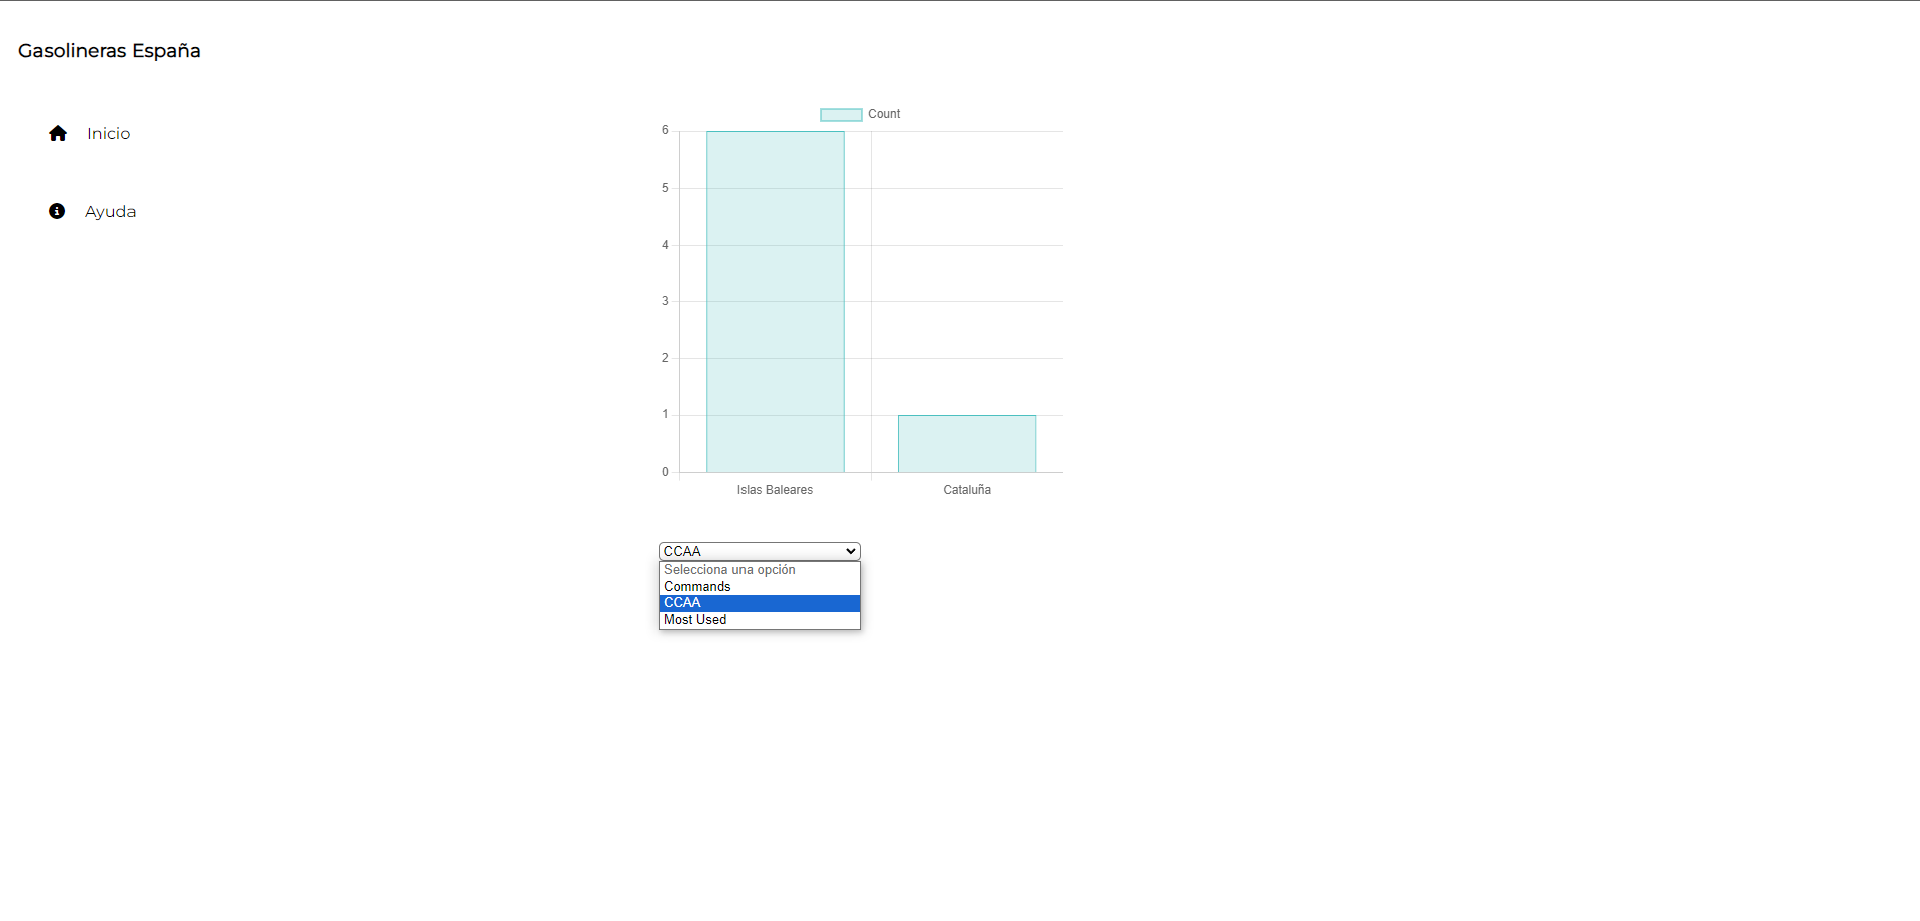 Gasolineras España
Inicio
Ayuda
Count
6
5
4
3
2
1
0
Islas Baleares
Cataluña
CCAA
Selecciona una opción
Commands
CCAA
Most Used